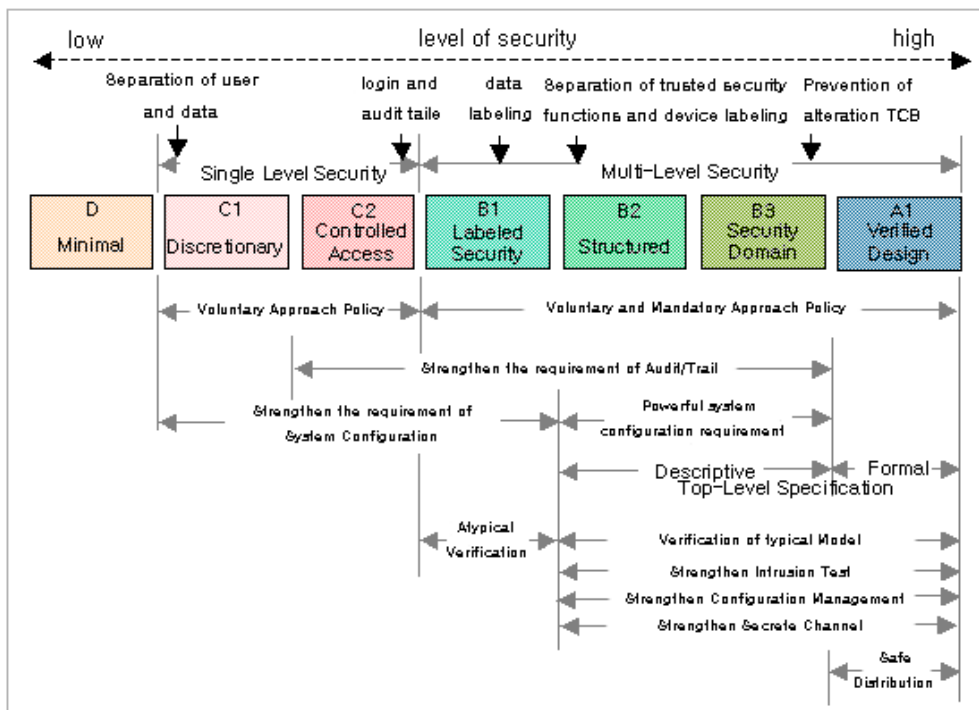 low level of security high
Separation of user login and data Separation of trusted security Prevention of
and data audit taile labeling functions and device labeling alteration TCB
Single Level Security Multi-Level Security
D C1 C2 B1 B2 B3 A1
Minimal Discretionary Controlled Access Labeled Security Structured Security Domain Verified Design
Voluntary Approach Policy Voluntary and Mandatory Approach Policy
Strengthen the requirement of Audit/Trail
Strengthen the requirement of Powerful system
System Configuration configuration requirement
Descriptive Formal
Top-Level Specification
Atypical
Verification Verification of typical Model
Strengthen Intrusion Test
Strengthen Configuration Management
Strengthen Secrete Channel
Safe
Distribution